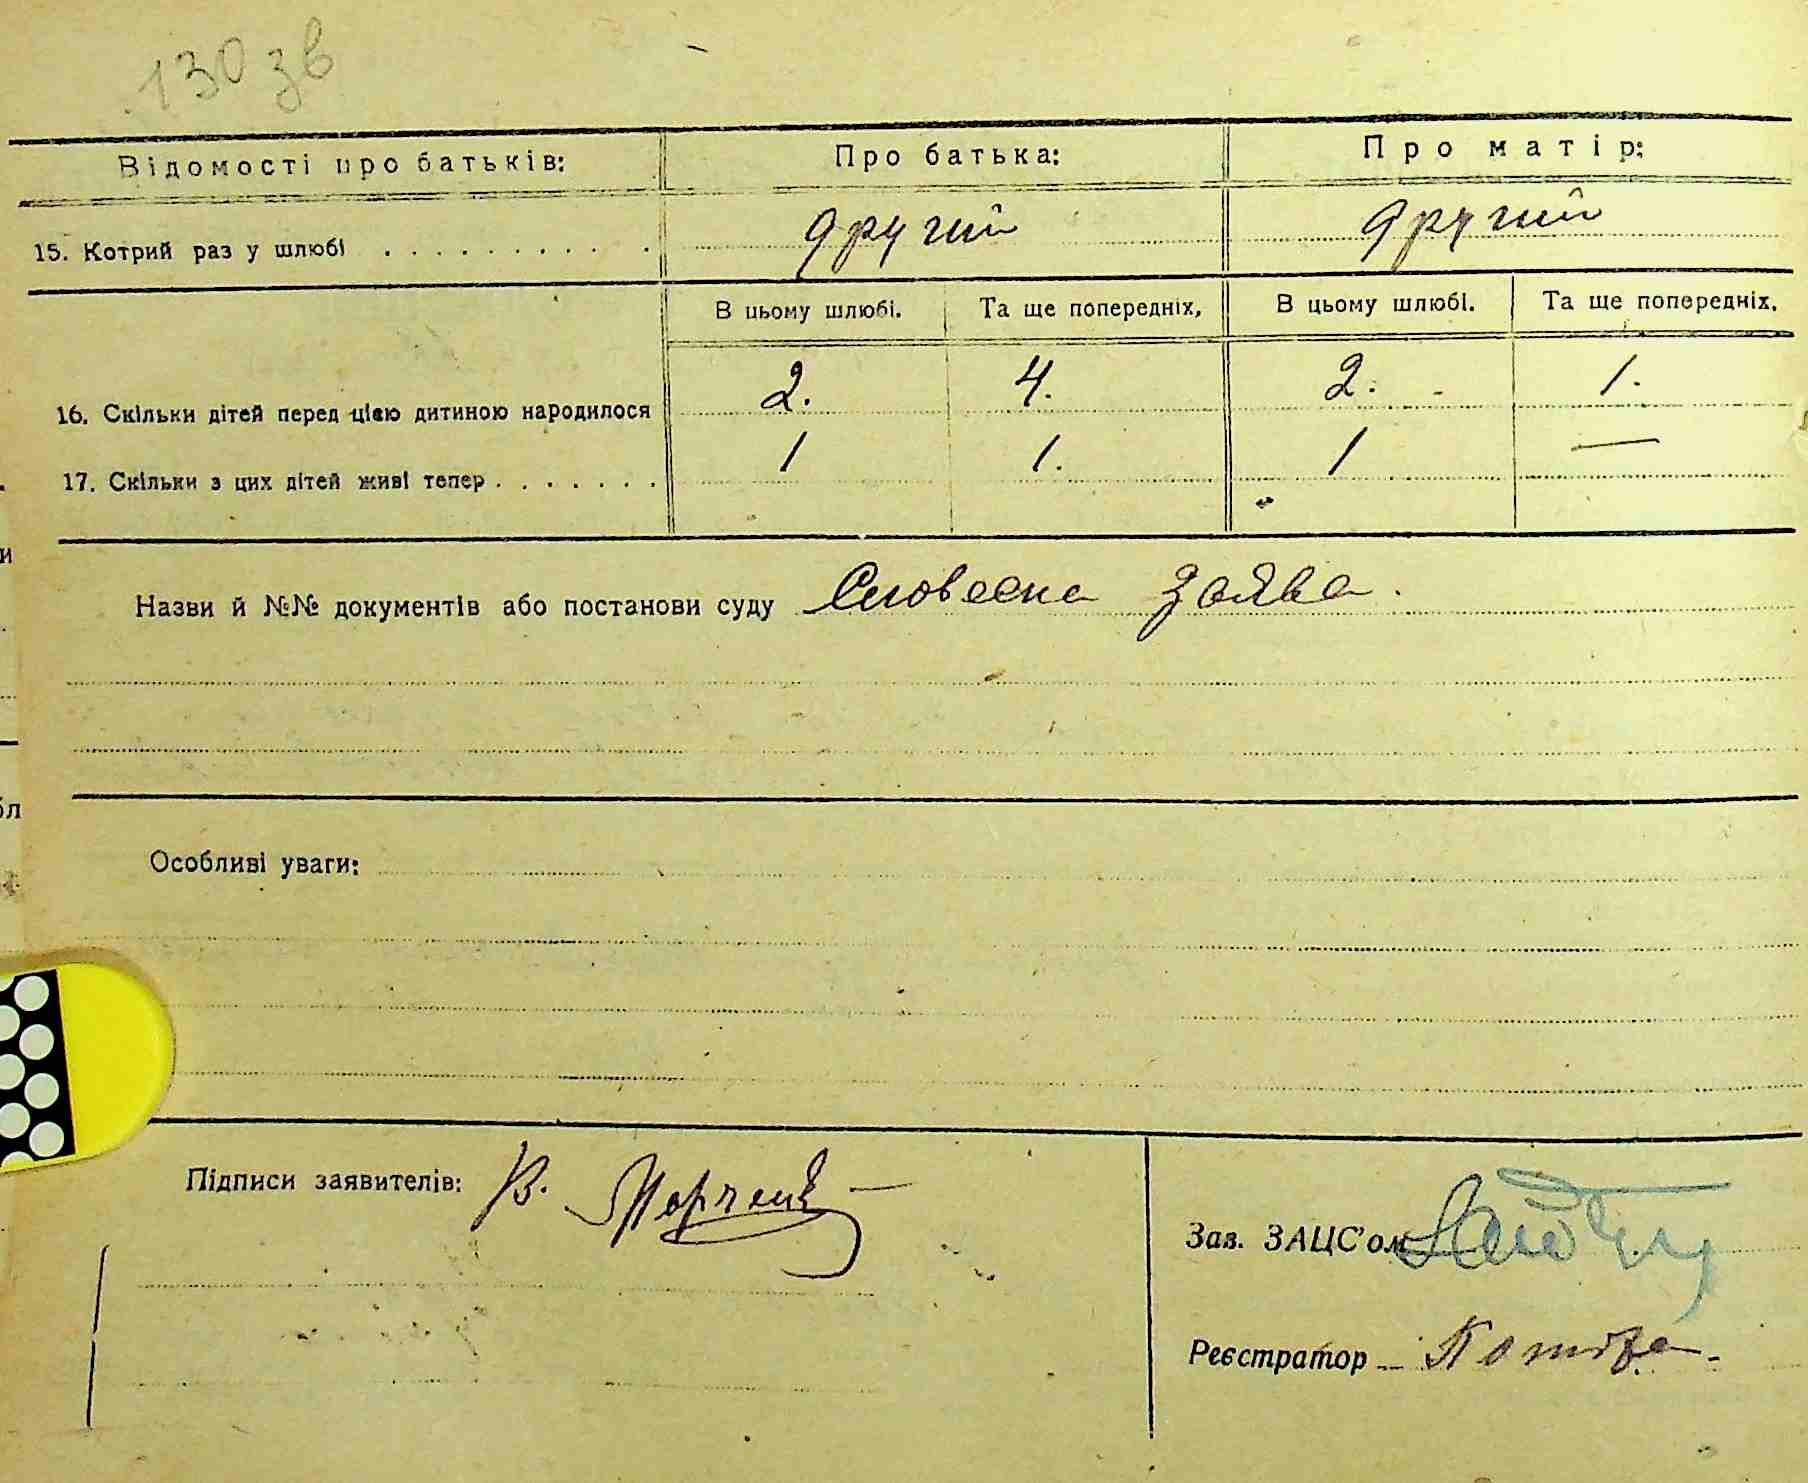 130 зв
Відомості про батьків: Про батька: Про матір:
15. Котрий раз у шлюбі . . . . . . . . . . другий другий
В цьому шлюбі. Та ще попередніх. В цьому шлюбі. Та ще попередніх.
16. Скільки дітей перед цією дитиною народилося 2. 4. 2. 1.
17. Скільки з цих дітей живі тепер . . . . . . . 1 1. 1 —
Назви й №№ документів або постанови суду Словесна заява.
Особливі уваги:
Підписи заявителів: В.
Зав. ЗАЦС'ом
Реєстратор